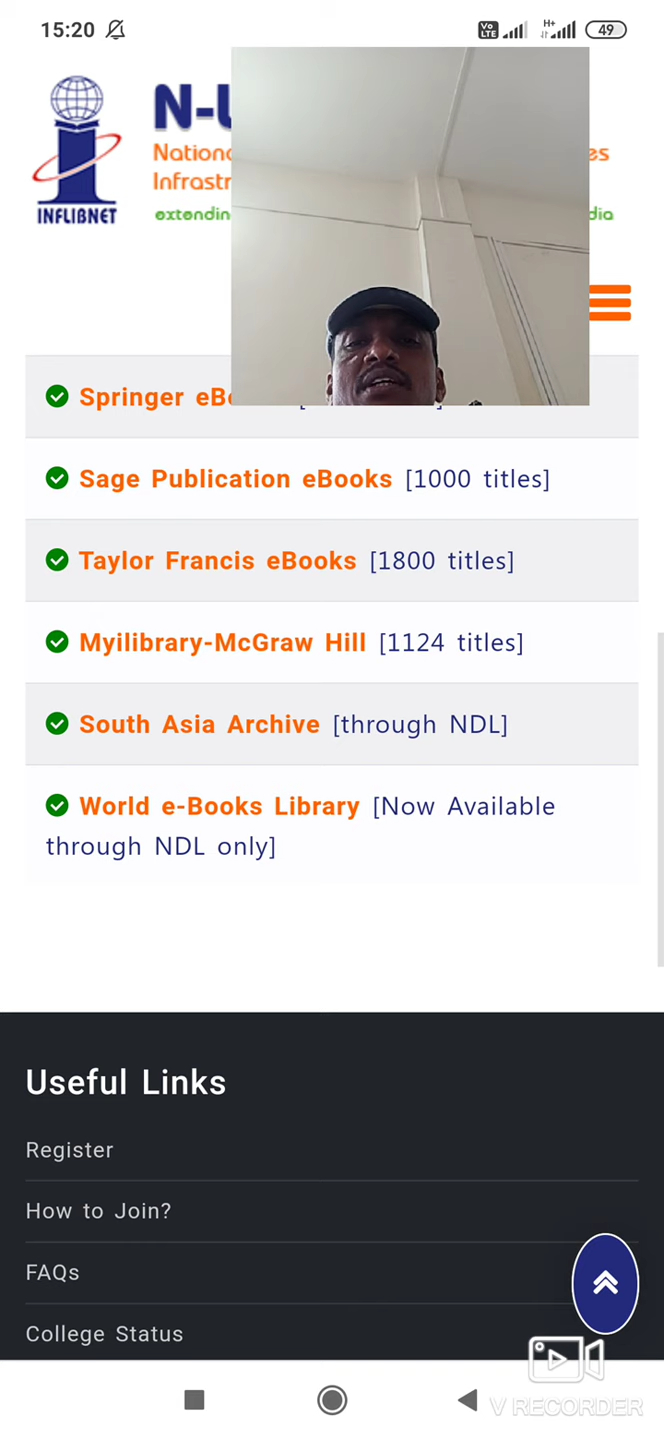 15:20
Vo LTE H+ 49
N-L
Nationa es
Infrastr
INFLIBNET extendin dia
Springer eBo
Sage Publication eBooks [1000 titles]
Taylor Francis eBooks [1800 titles]
Myilibrary-McGraw Hill [1124 titles]
South Asia Archive [through NDL]
World e-Books Library [Now Available
through NDL only]
Useful Links
Register
How to Join?
FAQs
College Status
V RECORDER